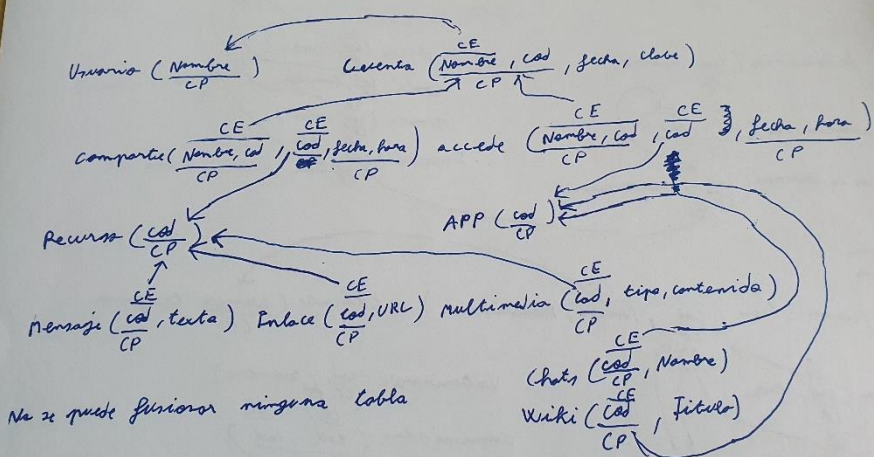 CE
Usuario (Nombre) Cuenta (Nombre, cod, fecha, clave)
CP CP
CE CE CE CE
comparte (Nombre, cod, cod, fecha, hora) accede (Nombre, cod, cod, fecha, hora)
CP CP CP CP
Recurso (cod) APP (cod)
CP CP
CE CE CE
Mensaje (cod, texto) Enlace (cod, URL) Multimedia (cod, tipo, contenido)
CP CP CP
CE
Chats (cod, Nombre)
CP
CE
Wiki (cod, Titulo)
CP
No se puede fusionar ninguna tabla